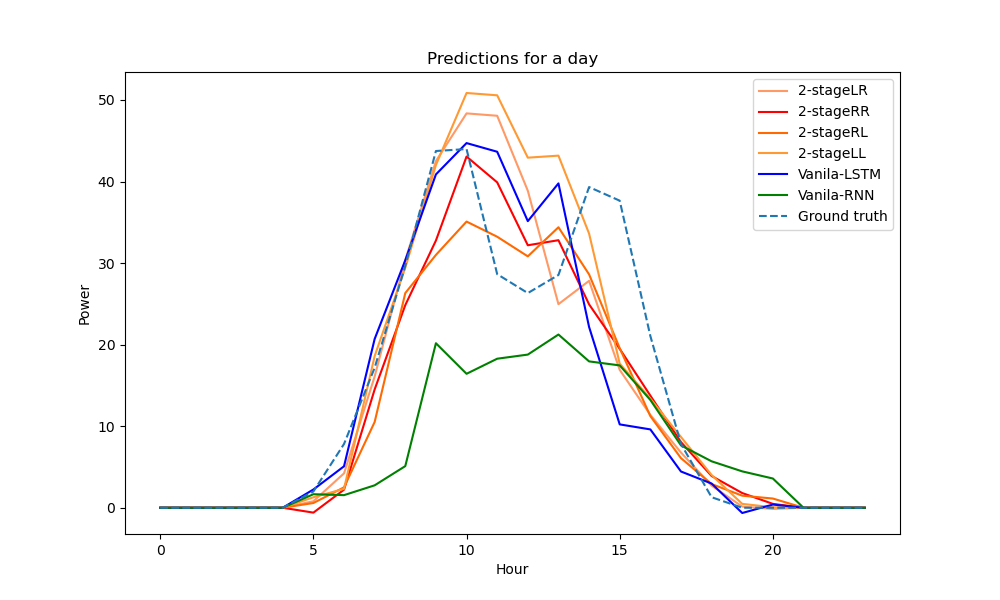 Predictions for a day
50
40
30
20
10
0
Power
0 5 10 15 20
Hour
2-stageLR
2-stageRR
2-stageRL
2-stageLL
Vanila-LSTM
Vanila-RNN
Ground truth